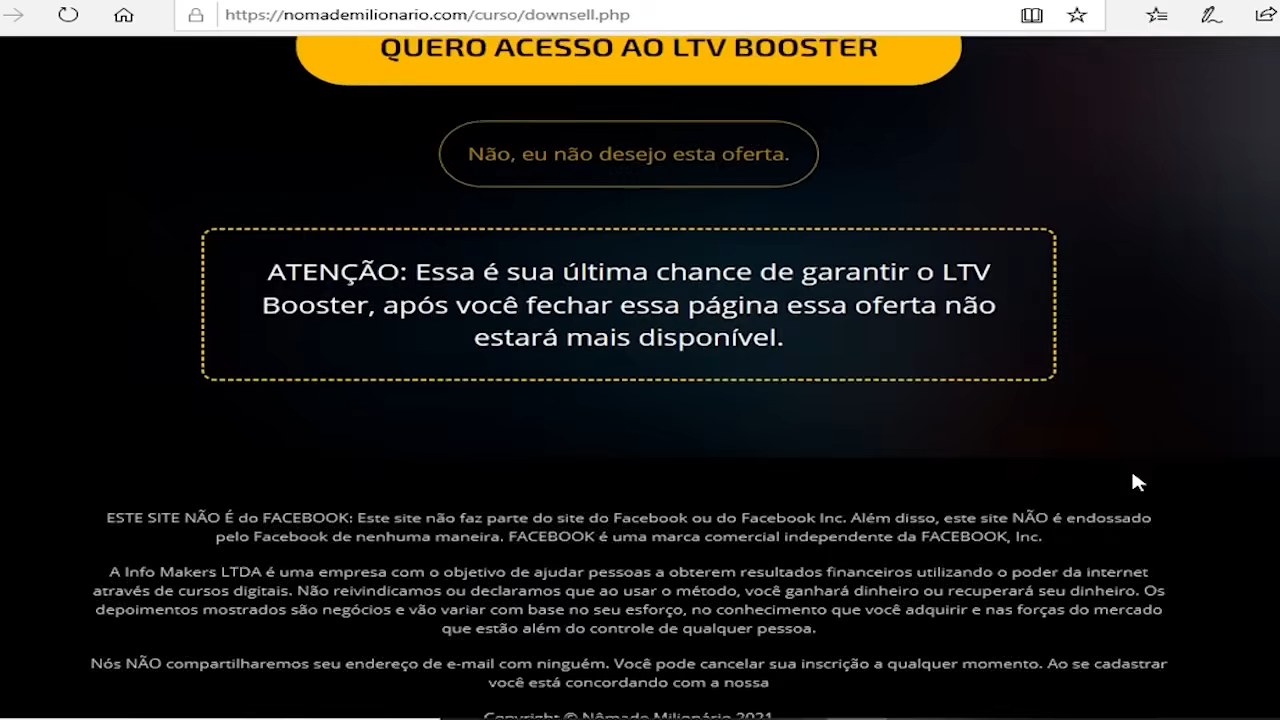 https://nomademilionario.com/curso/downsell.php
QUERO ACESSO AO LTV BOOSTER
Não, eu não desejo esta oferta.
ATENÇÃO: Essa é sua última chance de garantir o LTV
Booster, após você fechar essa página essa oferta não
estará mais disponível.
ESTE SITE NÃO É do FACEBOOK: Este site não faz parte do site do Facebook ou do Facebook Inc. Além disso, este site NÃO é endossado
pelo Facebook de nenhuma maneira. FACEBOOK é uma marca comercial independente da FACEBOOK, Inc.
A Info Makers LTDA é uma empresa com o objetivo de ajudar pessoas a obterem resultados financeiros utilizando o poder da internet
através de cursos digitais. Não reivindicamos ou declaramos que ao usar o método, você ganhará dinheiro ou recuperará seu dinheiro. Os
depoimentos mostrados são negócios e vão variar com base no seu esforço, no conhecimento que você adquirir e nas forças do mercado
que estão além do controle de qualquer pessoa.
Nós NÃO compartilharemos seu endereço de e-mail com ninguém. Você pode cancelar sua inscrição a qualquer momento. Ao se cadastrar
você está concordando com a nossa
Copyright © Nômade Milionário 2021